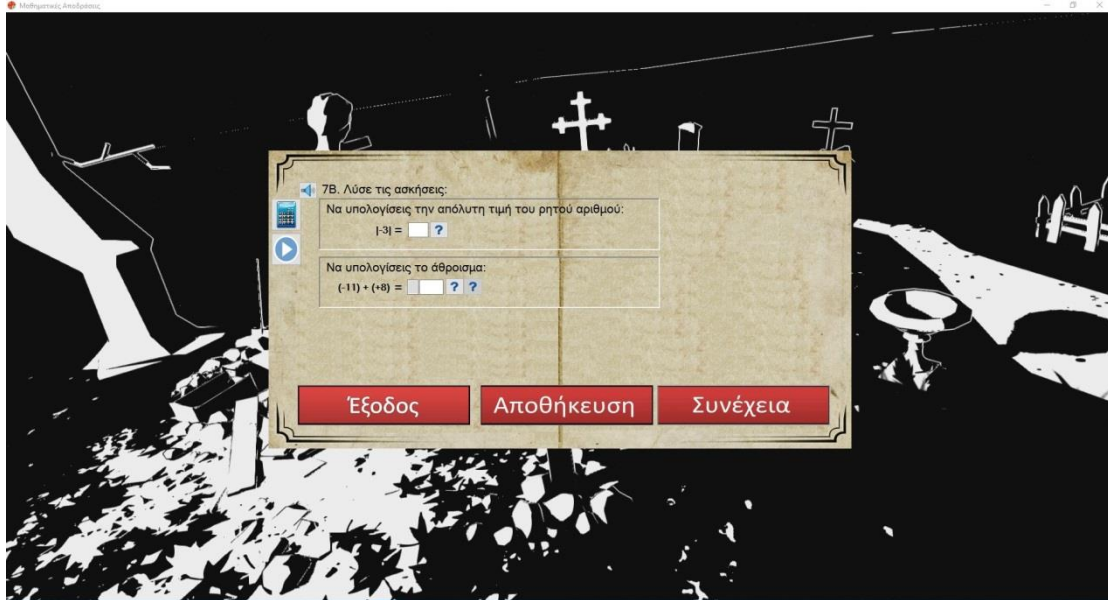 Μαθηματικές Αποδράσεις
7Β. Λύσε τις ασκήσεις:
Να υπολογίσεις την απόλυτη τιμή του ρητού αριθμού:
|-3| = ?
Να υπολογίσεις το άθροισμα:
(-11) + (+8) = ? ?
Έξοδος Αποθήκευση Συνέχεια